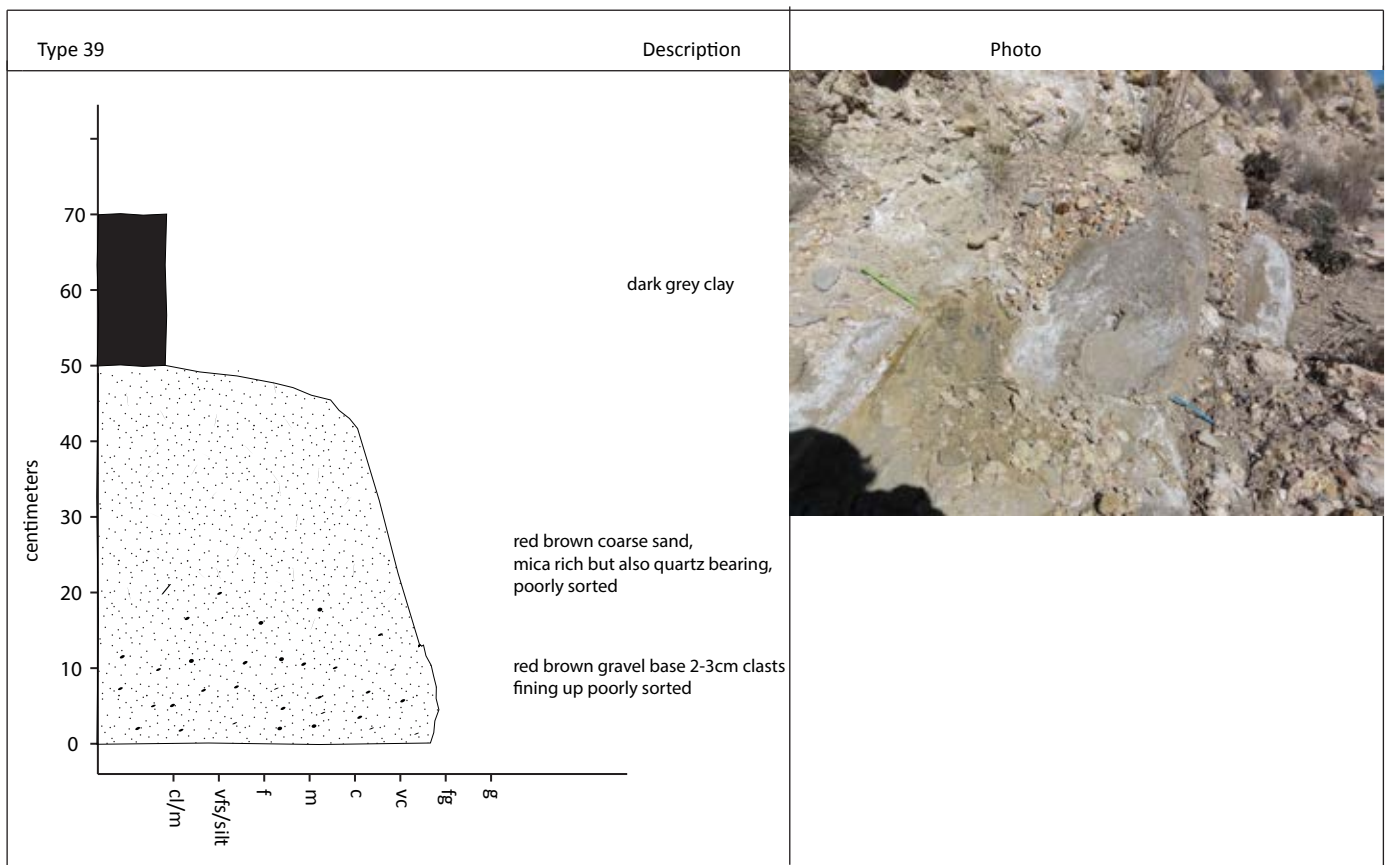 Type 39
Description
Photo
70
60
50
40
30
20
10
0
centimeters
dark grey clay
red brown coarse sand,
mica rich but also quartz bearing,
poorly sorted
red brown gravel base 2-3cm clasts
fining up poorly sorted
cl/m
vfs/silt
f
m
c
vc
fg
g